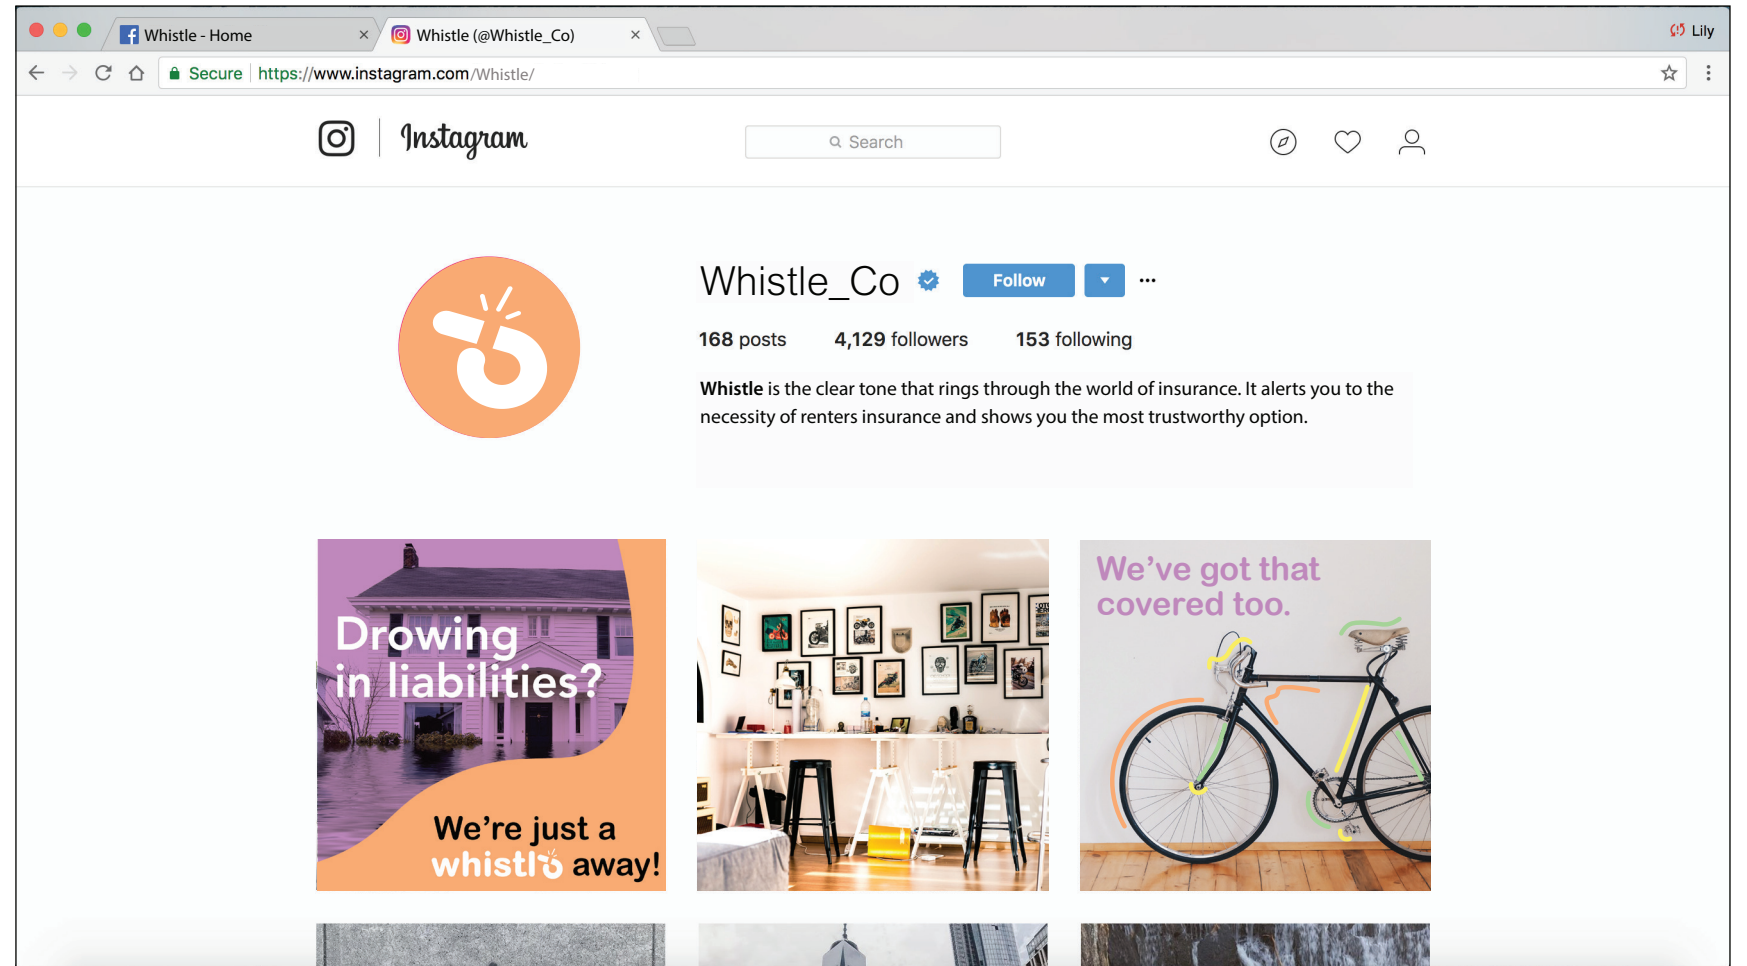 Whistle - Home
Whistle (@Whistle_Co)
Lily
Secure https://www.instagram.com/Whistle/
Instagram
Search
Whistle_Co
Follow
168 posts 4,129 followers 153 following
Whistle is the clear tone that rings through the world of insurance. It alerts you to the
necessity of renters insurance and shows you the most trustworthy option.
Drowing
in liabilities?
We're just a
whistle away!
We've got that
covered too.